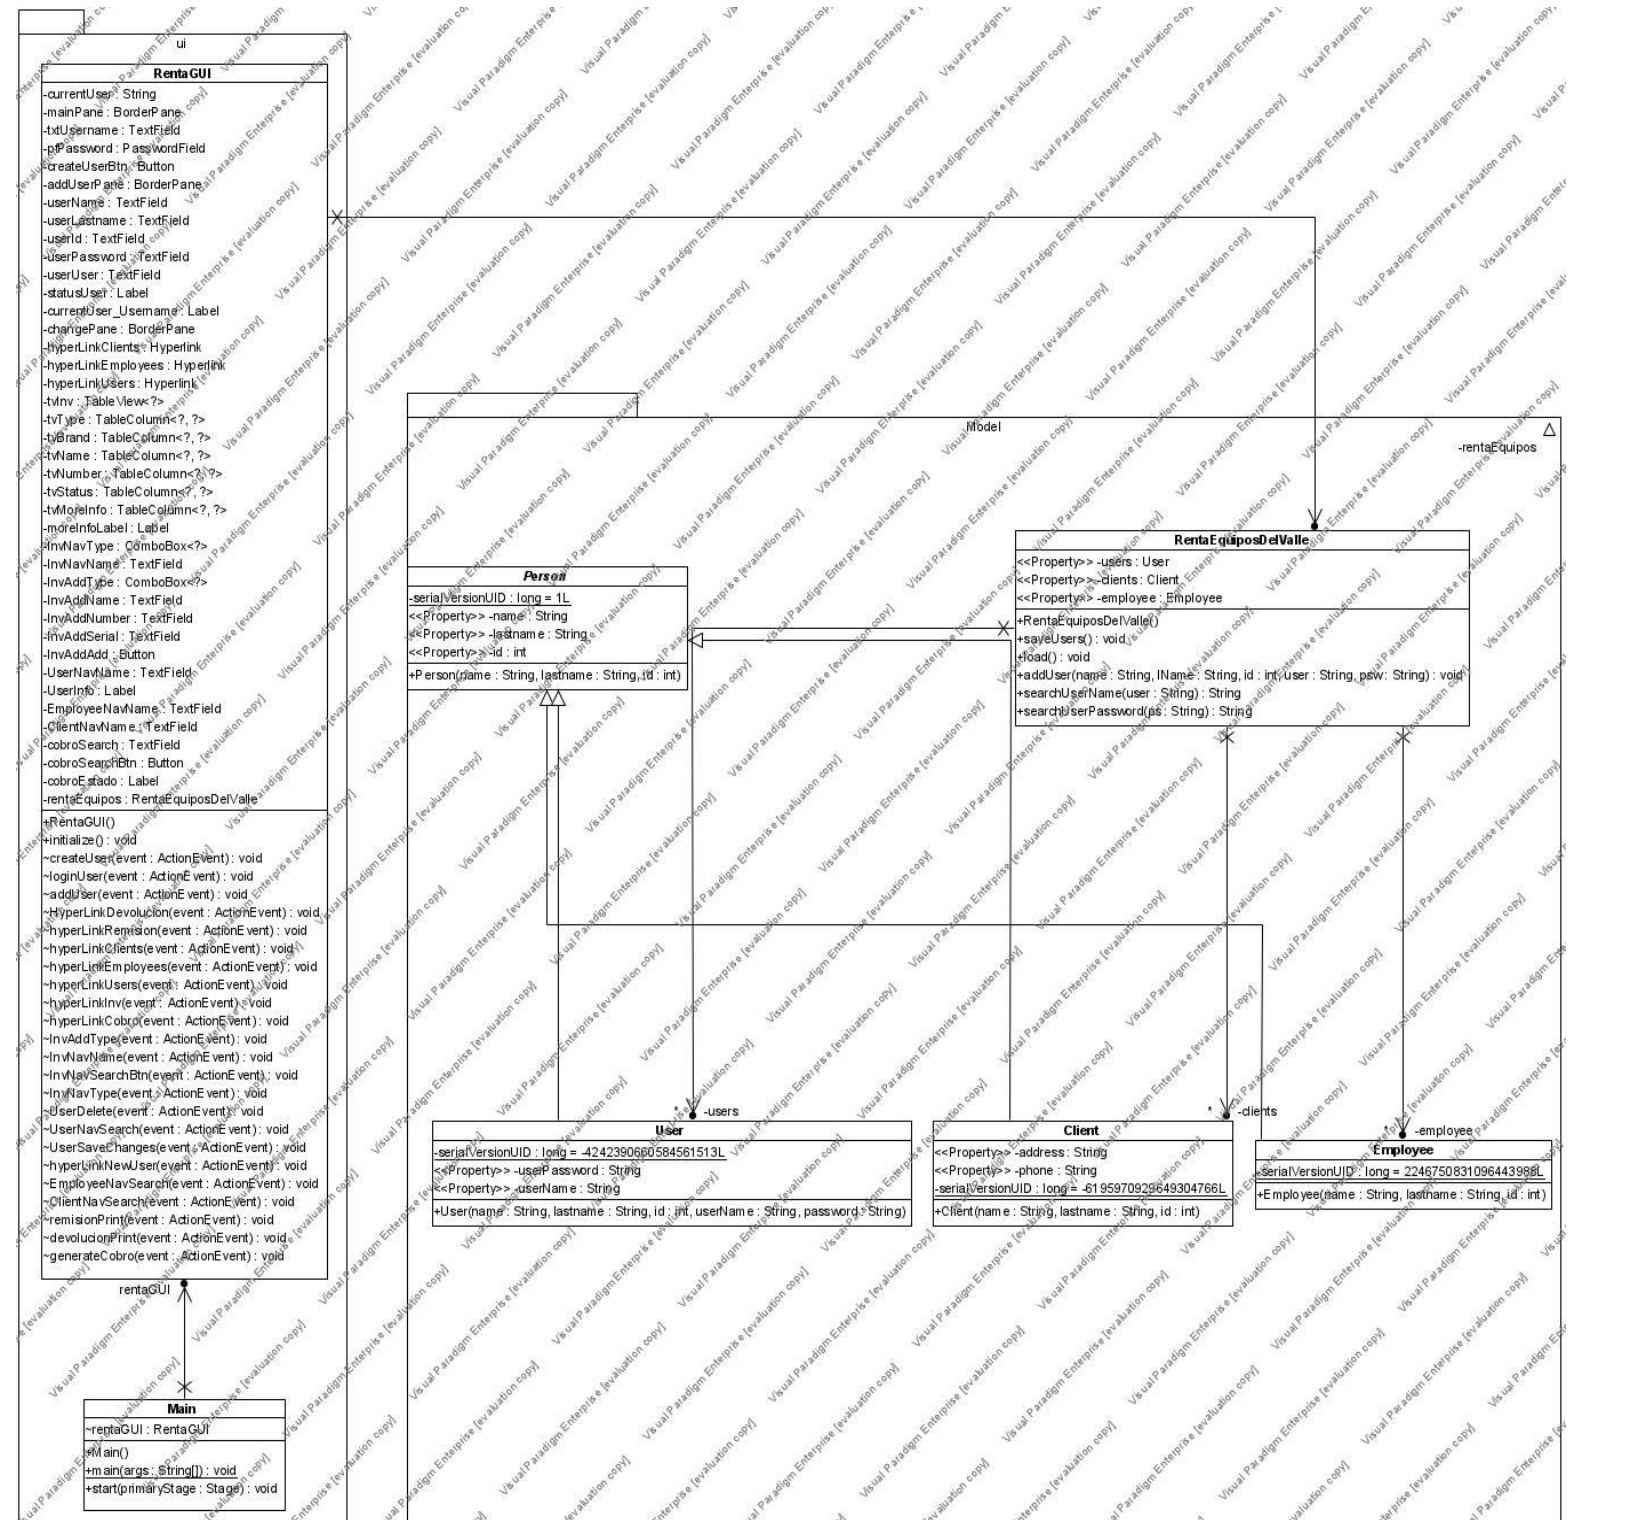 ui
RentaGUI
-currentUser : String
-mainPane : BorderPane
-txtUsername : TextField
-pfPassword : PasswordField
-createUserBtn : Button
-addUserPane : BorderPane
-userName : TextField
-userLastname : TextField
-userId : TextField
-userPassword : TextField
-userUser : TextField
-statusUser : Label
-currentUser_Username : Label
-changePane : BorderPane
-hyperLinkClients : Hyperlink
-hyperLinkEmployees : Hyperlink
-hyperLinkUsers : Hyperlink
-tvInv : TableView<?>
-tvType : TableColumn<?, ?>
-tvBrand : TableColumn<?, ?>
-tvName : TableColumn<?, ?>
-tvNumber : TableColumn<?, ?>
-tvStatus : TableColumn<?, ?>
-tvMoreInfo : TableColumn<?, ?>
-moreInfoLabel : Label
-InvNavType : ComboBox<?>
-InvNavName : TextField
-InvAddType : ComboBox<?>
-InvAddName : TextField
-InvAddNumber : TextField
-InvAddSerial : TextField
-InvAddAdd : Button
-UserNavName : TextField
-UserInfo : Label
-EmployeeNavName : TextField
-ClientNavName : TextField
-cobroSearch : TextField
-cobroSearchBtn : Button
-cobroEstado : Label
-rentaEquipos : RentaEquiposDelValle
+RentaGUI()
+initialize() : void
~createUser(event : ActionEvent) : void
~loginUser(event : ActionEvent) : void
~addUser(event : ActionEvent) : void
~HyperLinkDevolucion(event : ActionEvent) : void
~hyperLinkRemision(event : ActionEvent) : void
~hyperLinkClients(event : ActionEvent) : void
~hyperLinkEmployees(event : ActionEvent) : void
~hyperLinkUsers(event : ActionEvent) : void
~hyperLinkInv(event : ActionEvent) : void
~hyperLinkCobro(event : ActionEvent) : void
~InvAddType(event : ActionEvent) : void
~InvNavName(event : ActionEvent) : void
~InvNavSearchBtn(event : ActionEvent) : void
~InvNavType(event : ActionEvent) : void
~UserDelete(event : ActionEvent) : void
~UserNavSearch(event : ActionEvent) : void
~UserSaveChanges(event : ActionEvent) : void
~hyperLinkNewUser(event : ActionEvent) : void
~EmployeeNavSearch(event : ActionEvent) : void
~ClientNavSearch(event : ActionEvent) : void
~remisionPrint(event : ActionEvent) : void
~devolucionPrint(event : ActionEvent) : void
~generateCobro(event : ActionEvent) : void
rentaGUI
Main
~rentaGUI : RentaGUI
+Main()
+main(args : String[]) : void
+start(primaryStage : Stage) : void
Model
-rentaEquipos
RentaEquiposDelValle
<<Property>> -users : User
<<Property>> -clients : Client
<<Property>> -employee : Employee
+RentaEquiposDelValle()
+saveUsers() : void
+load() : void
+addUser(name : String, lName : String, id : int, user : String, psw : String) : void
+searchUserName(user : String) : String
+searchUserPassword(ps : String) : String
Person
-serialVersionUID : long = 1L
<<Property>> -name : String
<<Property>> -lastname : String
<<Property>> -id : int
+Person(name : String, lastname : String, id : int)
* -users
* -clients
* -employee
User
-serialVersionUID : long = -4242390660584561513L
<<Property>> -userPassword : String
<<Property>> -userName : String
+User(name : String, lastname : String, id : int, userName : String, password : String)
Client
<<Property>> -address : String
<<Property>> -phone : String
-serialVersionUID : long = -6195970929649304766L
+Client(name : String, lastname : String, id : int)
Employee
-serialVersionUID : long = 2246750831096443988L
+Employee(name : String, lastname : String, id : int)
Visual Paradigm Enterprise [evaluation copy]